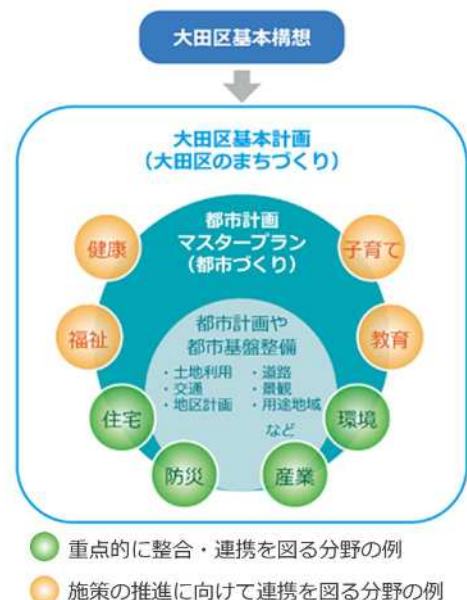 大田区基本構想
大田区基本計画
(大田区のまちづくり)
都市計画
マスタープラン
(都市づくり)
健康
子育て
福祉
教育
都市計画や
都市基盤整備
・土地利用 ・道路
・交通 ・景観
・地区計画 ・用途地域
など
住宅
環境
防災
産業
重点的に整合・連携を図る分野の例
施策の推進に向けて連携を図る分野の例